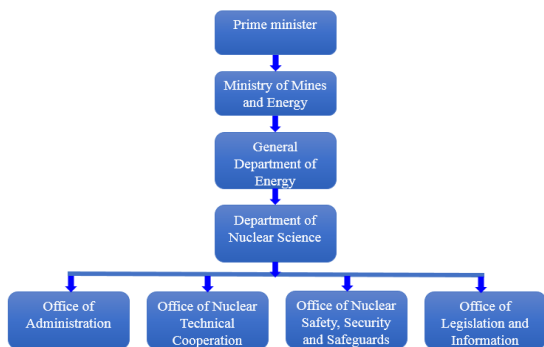 Prime minister
Ministry of Mines
and Energy
General
Department of
Energy
Department of
Nuclear Science
Office of
Administration
Office of Nuclear
Technical
Cooperation
Office of Nuclear
Safety, Security
and Safeguards
Office of
Legislation and
Information